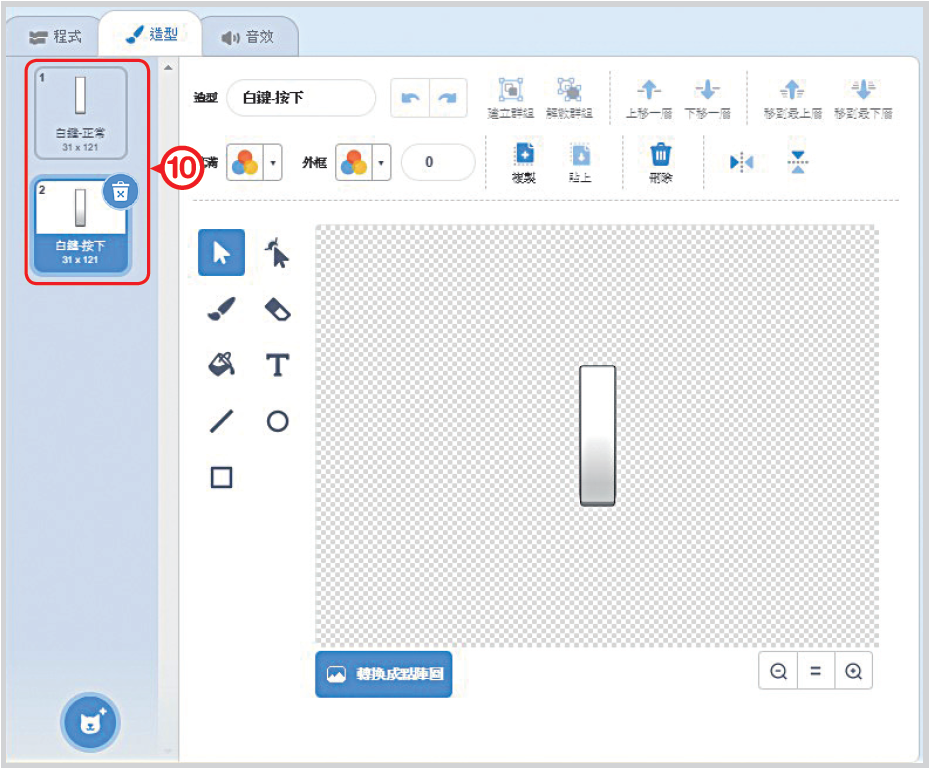 程式
造型
音效
1
白鍵-正常
31 x 121
2
白鍵-按下
31 x 121
10
造型
白鍵-按下
建立群組
解散群組
上移一層
下移一層
移到最上層
移到最下層
滿
外框
0
複製
貼上
刪除
T
轉換成點陣圖
=